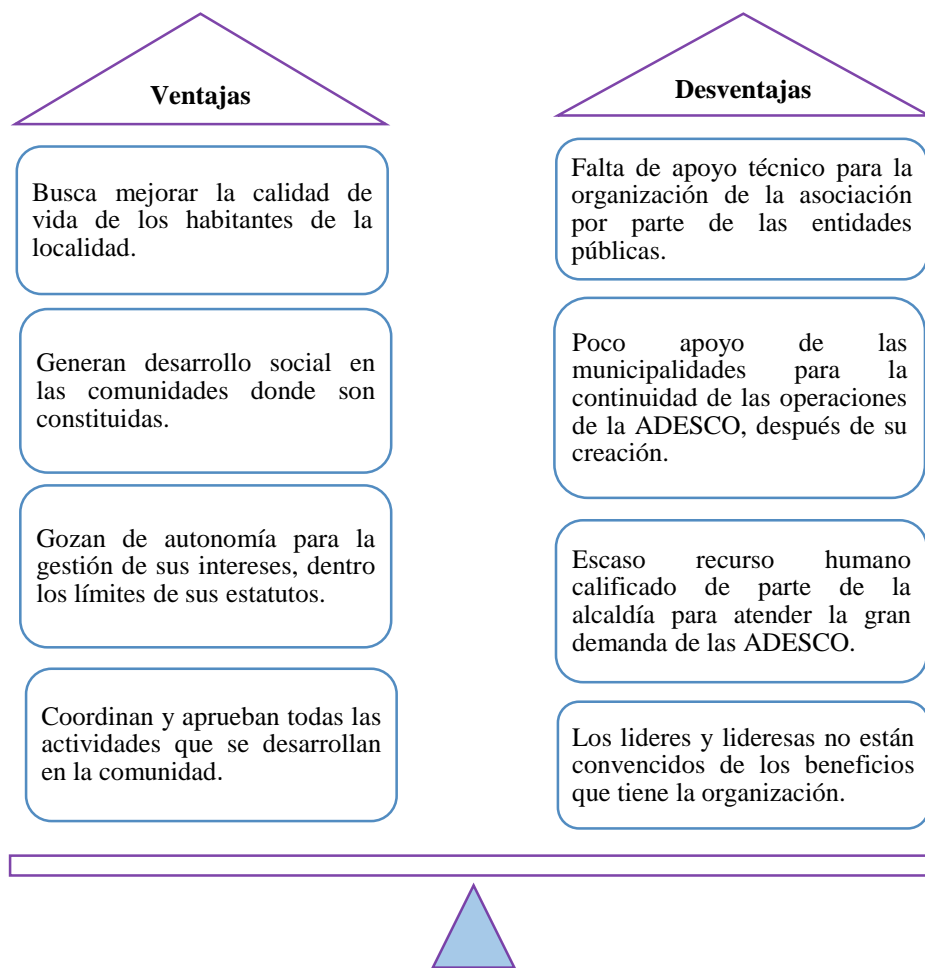 Ventajas
Busca mejorar la calidad de
vida de los habitantes de la
localidad.
Generan desarrollo social en
las comunidades donde son
constituidas.
Gozan de autonomía para la
gestión de sus intereses, dentro
los límites de sus estatutos.
Coordinan y aprueban todas las
actividades que se desarrollan
en la comunidad.
Desventajas
Falta de apoyo técnico para la
organización de la asociación
por parte de las entidades
públicas.
Poco apoyo de las
municipalidades para la
continuidad de las operaciones
de la ADESCO, después de su
creación.
Escaso recurso humano
calificado de parte de la
alcaldía para atender la gran
demanda de las ADESCO.
Los lideres y lideresas no están
convencidos de los beneficios
que tiene la organización.